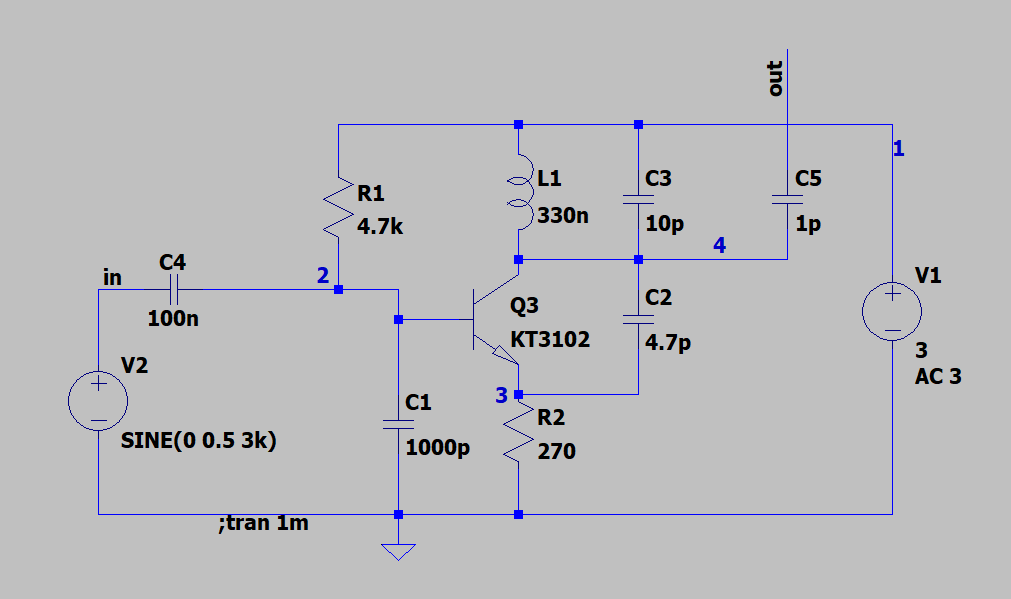 out
1
R1
4.7k
L1
330n
C3
10p
C5
1p
4
in
C4
100n
2
Q3
KT3102
C2
4.7p
V1
3
AC 3
V2
SINE(0 0.5 3k)
C1
1000p
3
R2
270
;tran 1m